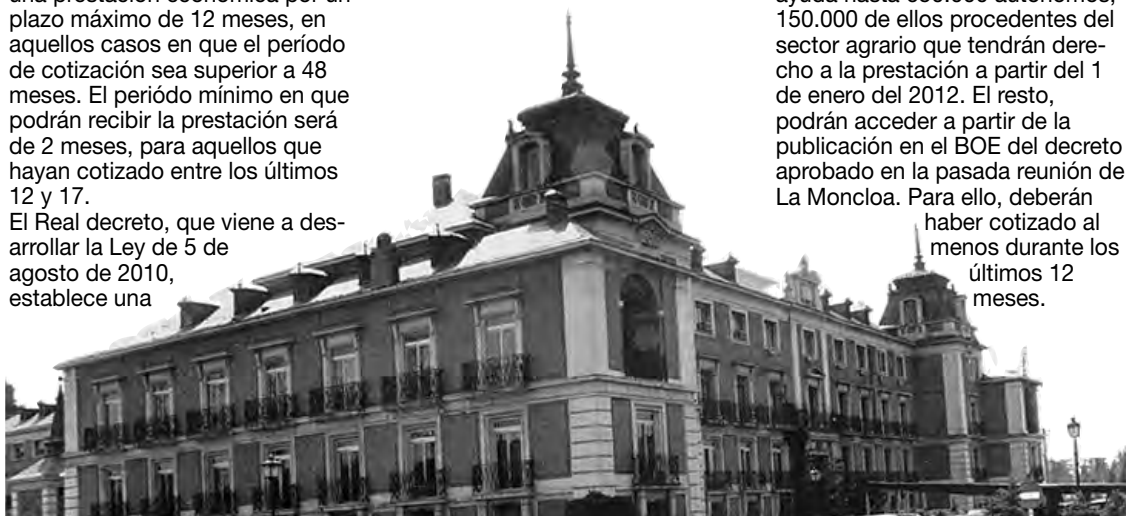 una prestación económica por un
plazo máximo de 12 meses, en
aquellos casos en que el período
de cotización sea superior a 48
meses. El periódo mínimo en que
podrán recibir la prestación será
de 2 meses, para aquellos que
hayan cotizado entre los últimos
12 y 17.
El Real decreto, que viene a des-
arrollar la Ley de 5 de
agosto de 2010,
establece una
ayuda hasta autónomos,
150.000 de ellos procedentes del
sector agrario que tendrán dere-
cho a la prestación a partir del 1
de enero del 2012. El resto,
podrán acceder a partir de la
publicación en el BOE del decreto
aprobado en la pasada reunión de
La Moncloa. Para ello, deberán
haber cotizado al
menos durante los
últimos 12
meses.